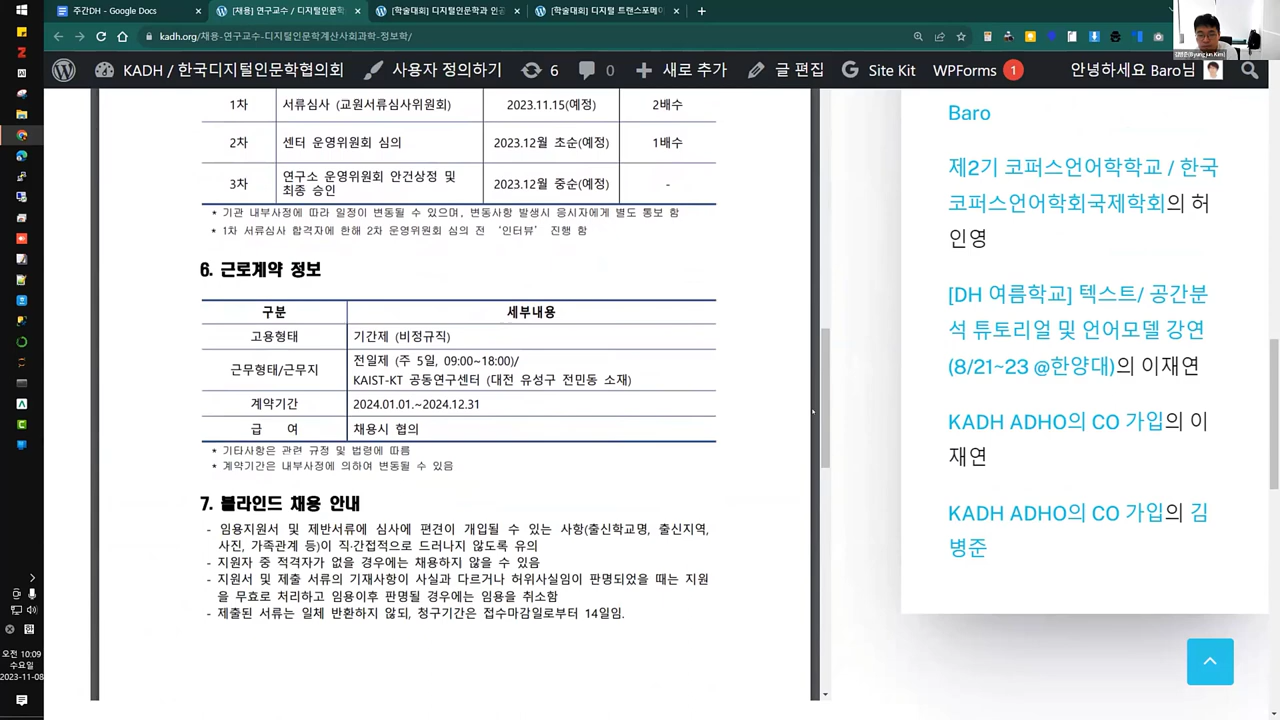 주간DH - Google Docs
[채용] 연구교수 / 디지털인문학
[학술대회] 디지털인문학과 인공
[학술대회] 디지털 트랜스포메이
kadh.org/채용-연구교수-디지털인문학계산사회과학-정보학/
KADH / 한국디지털인문학협의회
사용자 정의하기
6
0
새로 추가
글 편집
Site Kit
WPForms
1
안녕하세요 Baro님
1차
서류심사 (교원서류심사위원회)
2023.11.15(예정)
2배수
2차
센터 운영위원회 심의
2023.12월 초순(예정)
1배수
3차
연구소 운영위원회 안건상정 및
최종 승인
2023.12월 중순(예정)
-
* 기관 내부사정에 따라 일정이 변동될 수 있으며, 변동사항 발생시 응시자에게 별도 통보 함
* 1차 서류심사 합격자에 한해 2차 운영위원회 심의 전 ‘인터뷰’ 진행 함
6. 근로계약 정보
구분
세부내용
고용형태
기간제 (비정규직)
근무형태/근무지
전일제 (주 5일, 09:00~18:00)/
KAIST-KT 공동연구센터 (대전 유성구 전민동 소재)
계약기간
2024.01.01.~2024.12.31
급 여
채용시 협의
* 기타사항은 관련 규정 및 법령에 따름
* 계약기간은 내부사정에 의하여 변동될 수 있음
7. 블라인드 채용 안내
- 임용지원서 및 제반서류에 심사에 편견이 개입될 수 있는 사항(출신학교명, 출신지역,
사진, 가족관계 등)이 직·간접적으로 드러나지 않도록 유의
- 지원자 중 적격자가 없을 경우에는 채용하지 않을 수 있음
- 지원서 및 제출 서류의 기재사항이 사실과 다르거나 허위사실임이 판명되었을 때는 지원
을 무효로 처리하고 임용이후 판명될 경우에는 임용을 취소함
- 제출된 서류는 일체 반환하지 않되, 청구기간은 접수마감일로부터 14일임.
Baro
제2기 코퍼스언어학학교 / 한국
코퍼스언어학회국제학회의 허
인영
[DH 여름학교] 텍스트/ 공간분
석 튜토리얼 및 언어모델 강연
(8/21~23 @한양대)의 이재연
KADH ADHO의 CO 가입의 이
재연
KADH ADHO의 CO 가입의 김
병준
오전 10:09
수요일
2023-11-08